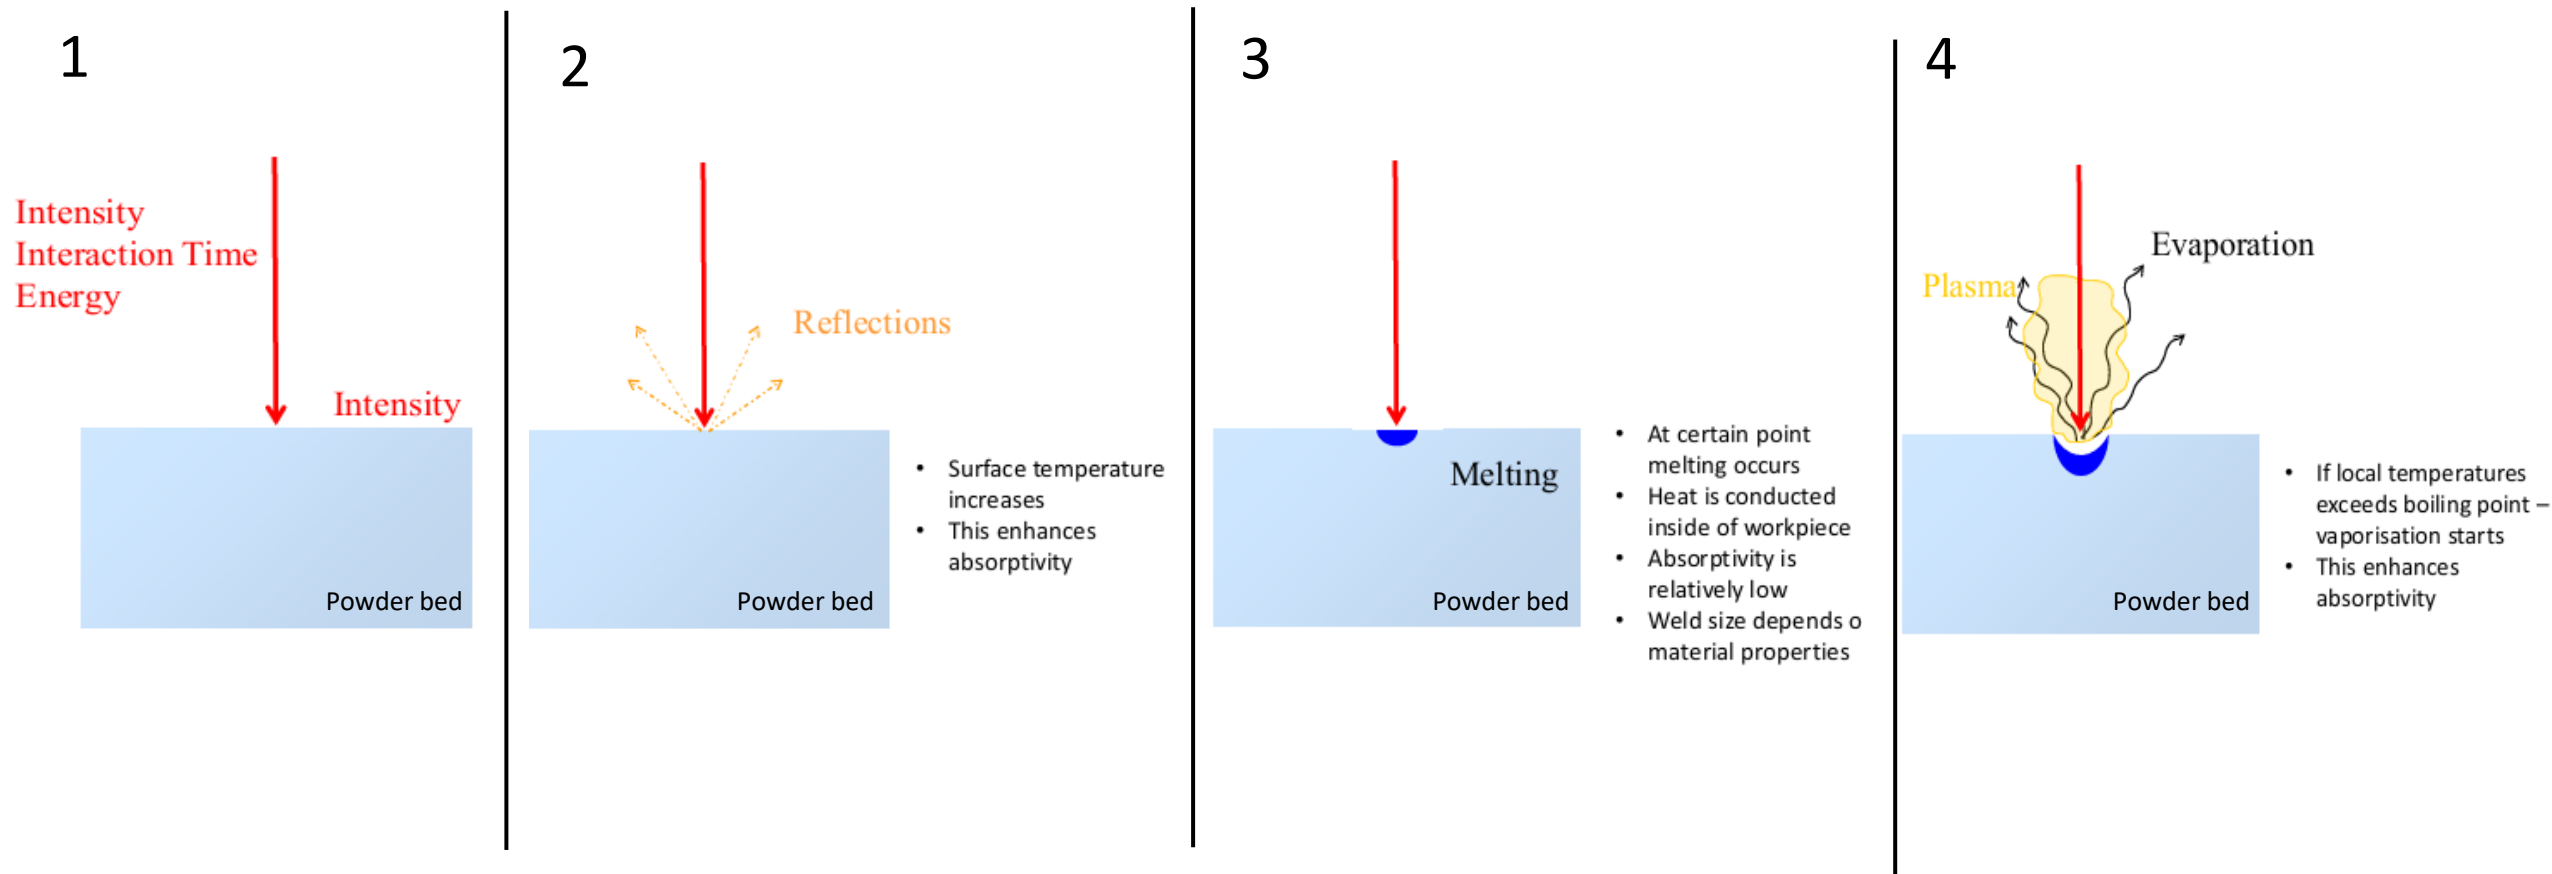 1
Intensity
Interaction Time
Energy
Intensity
Powder bed
2
Reflections
• Surface temperature
increases
• This enhances
absorptivity
Powder bed
3
Melting
Powder bed
• At certain point
melting occurs
• Heat is conducted
inside of workpiece
• Absorptivity is
relatively low
• Weld size depends o
material properties
4
Evaporation
Plasma
Powder bed
• If local temperatures
exceeds boiling point –
vaporisation starts
• This enhances
absorptivity